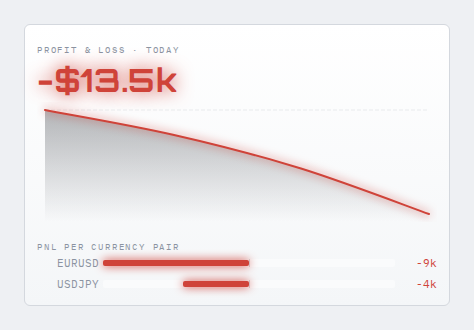 PROFIT & LOSS · TODAY
-$13.5k
PNL PER CURRENCY PAIR
EURUSD -9k
USDJPY -4k